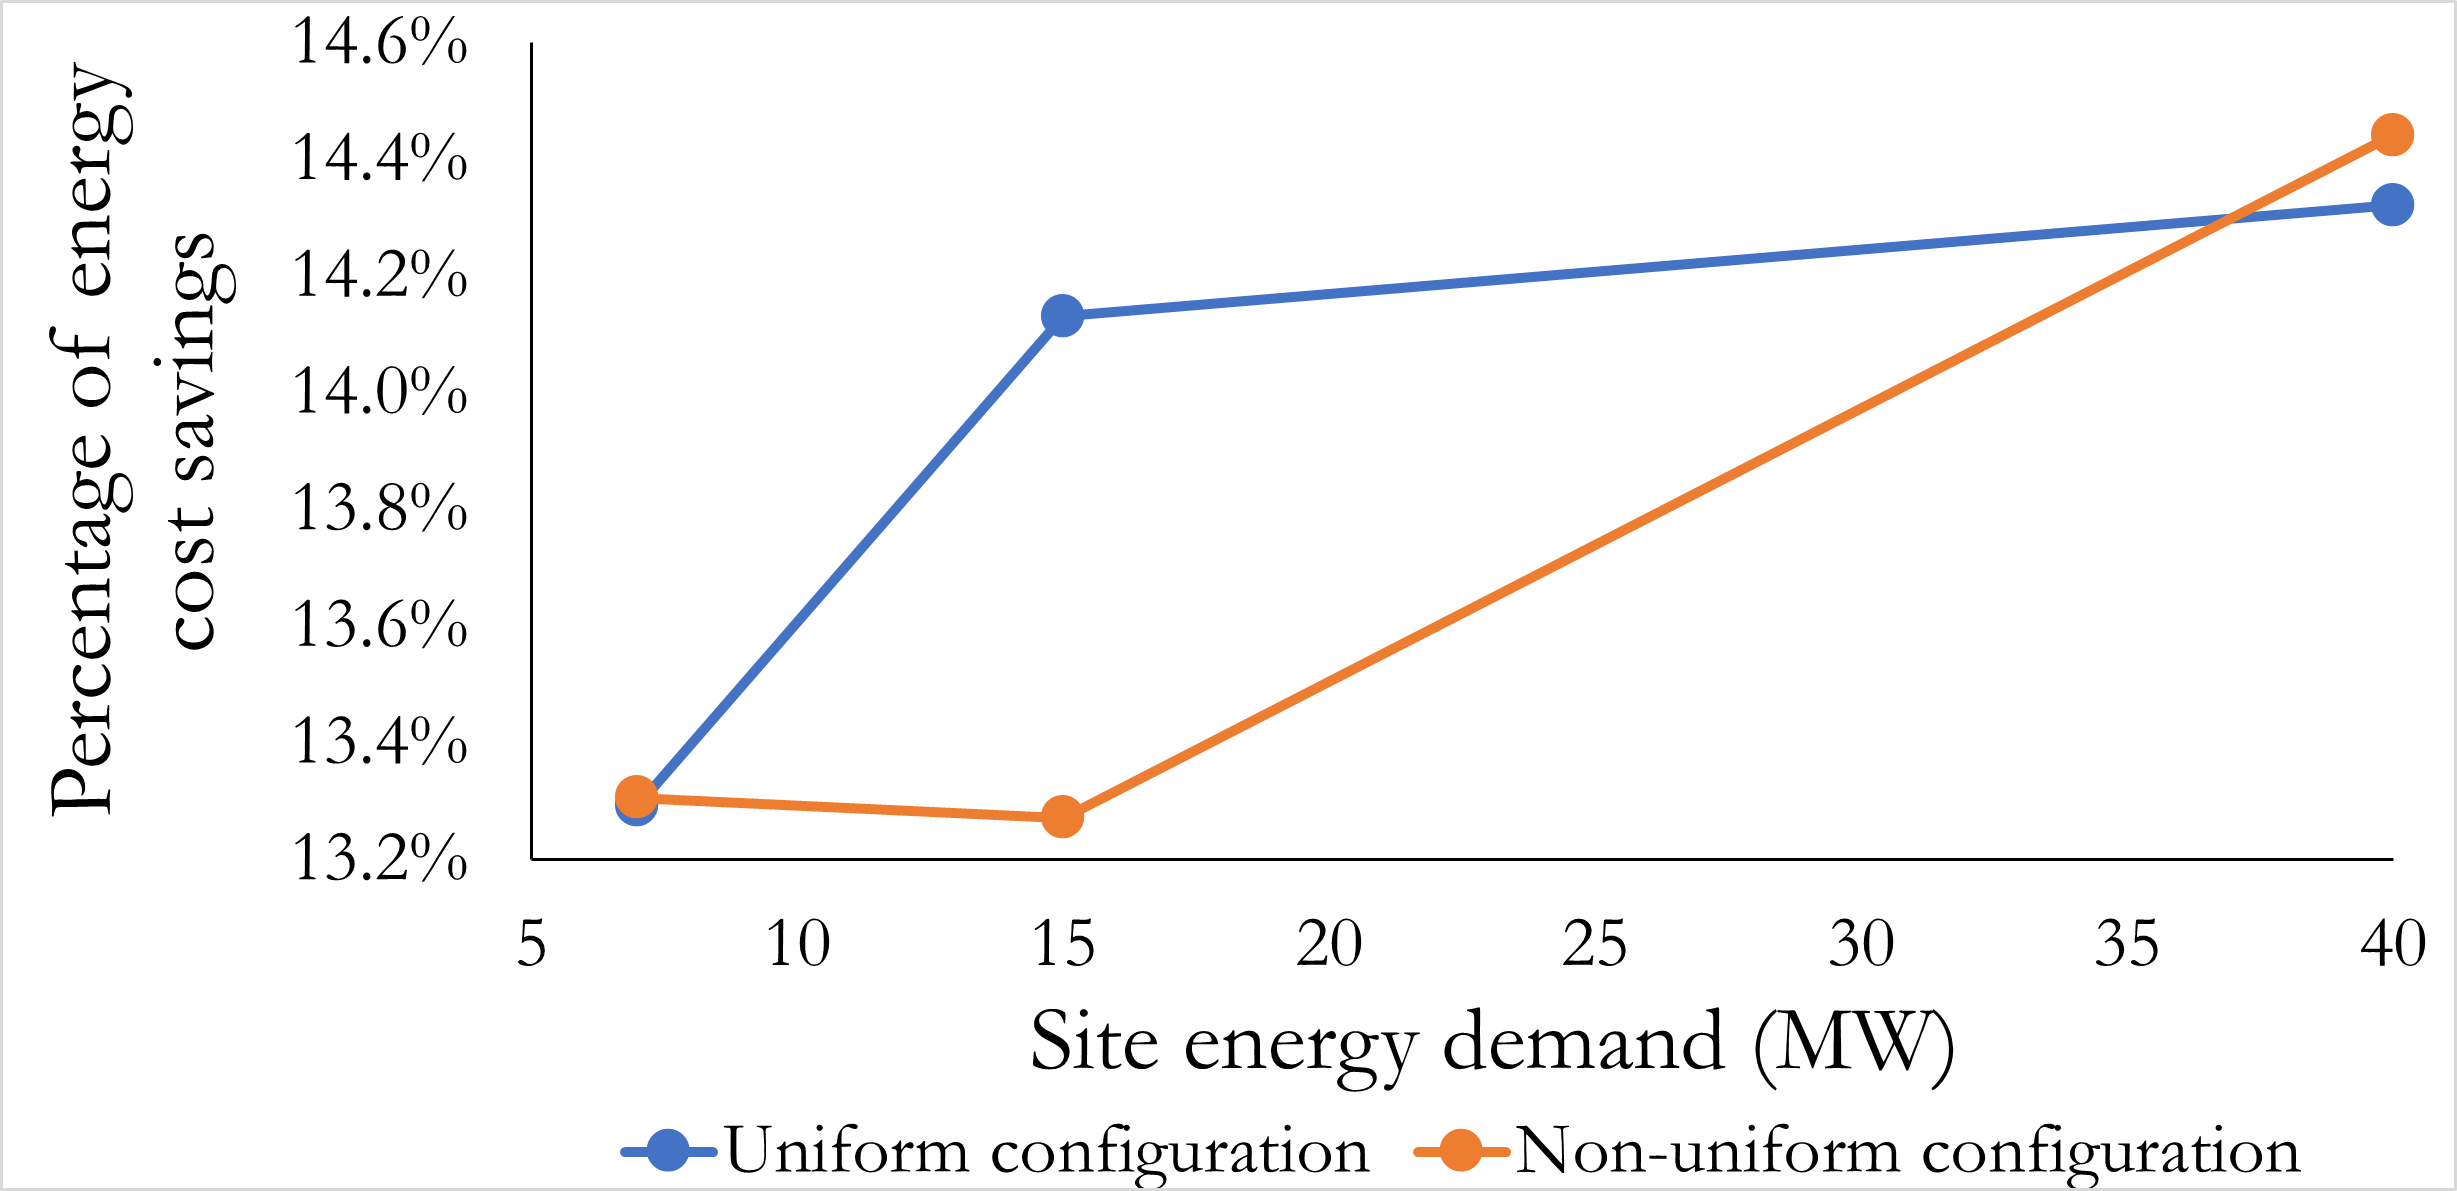 14.6%
14.4%
14.2%
14.0%
13.8%
13.6%
13.4%
13.2%
Percentage of energy
cost savings
5 10 15 20 25 30 35 40
Site energy demand (MW)
Uniform configuration Non-uniform configuration